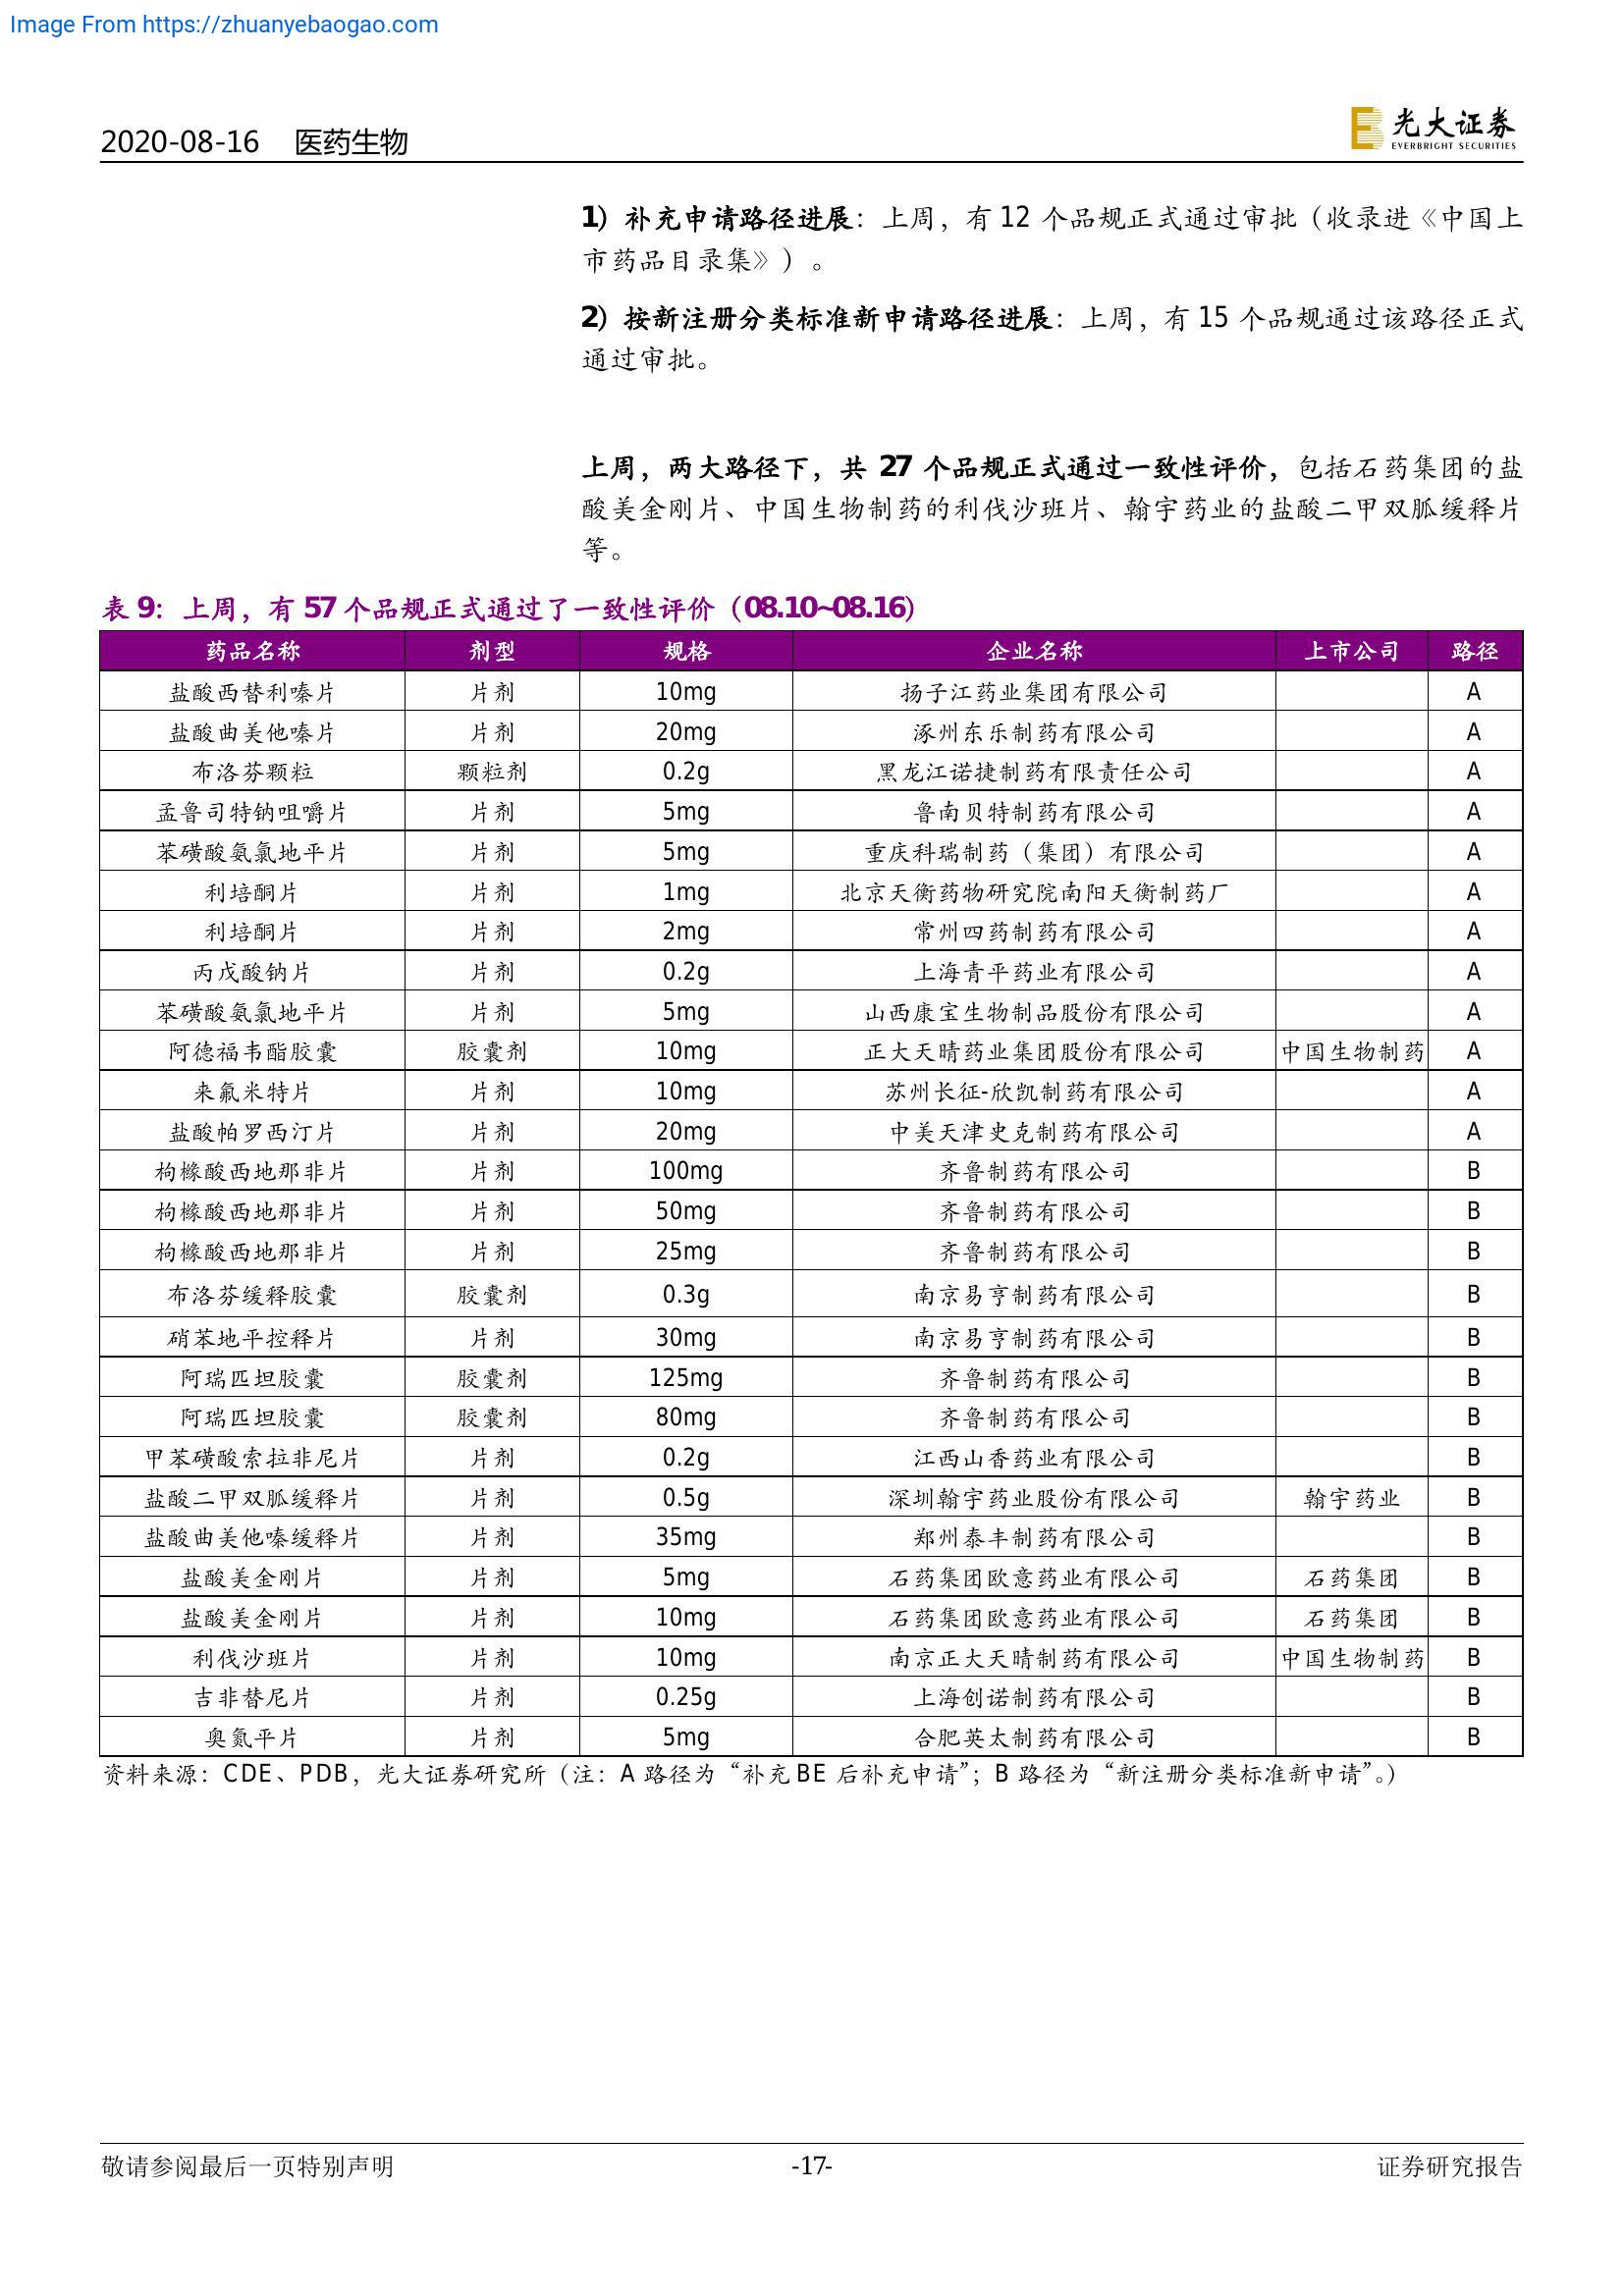 Image From https://zhuanyebaogao.com
2020-08-16 医药生物
光大证券
EVERBRIGHT SECURITIES
1）补充申请路径进展：上周，有 12 个品规正式通过审批（收录进《中国上
市药品目录集》）。
2）按新注册分类标准新申请路径进展：上周，有 15 个品规通过该路径正式
通过审批。
上周，两大路径下，共 27 个品规正式通过一致性评价，包括石药集团的盐
酸美金刚片、中国生物制药的利伐沙班片、翰宇药业的盐酸二甲双胍缓释片
等。
表 9：上周，有 57 个品规正式通过了一致性评价（08.10~08.16）
药品名称 剂型 规格 企业名称 上市公司 路径
盐酸西替利嗪片 片剂 10mg 扬子江药业集团有限公司 A
盐酸曲美他嗪片 片剂 20mg 涿州东乐制药有限公司 A
布洛芬颗粒 颗粒剂 0.2g 黑龙江诺捷制药有限责任公司 A
孟鲁司特钠咀嚼片 片剂 5mg 鲁南贝特制药有限公司 A
苯磺酸氨氯地平片 片剂 5mg 重庆科瑞制药（集团）有限公司 A
利培酮片 片剂 1mg 北京天衡药物研究院南阳天衡制药厂 A
利培酮片 片剂 2mg 常州四药制药有限公司 A
丙戊酸钠片 片剂 0.2g 上海青平药业有限公司 A
苯磺酸氨氯地平片 片剂 5mg 山西康宝生物制品股份有限公司 A
阿德福韦酯胶囊 胶囊剂 10mg 正大天晴药业集团股份有限公司 中国生物制药 A
来氟米特片 片剂 10mg 苏州长征-欣凯制药有限公司 A
盐酸帕罗西汀片 片剂 20mg 中美天津史克制药有限公司 A
枸橼酸西地那非片 片剂 100mg 齐鲁制药有限公司 B
枸橼酸西地那非片 片剂 50mg 齐鲁制药有限公司 B
枸橼酸西地那非片 片剂 25mg 齐鲁制药有限公司 B
布洛芬缓释胶囊 胶囊剂 0.3g 南京易亨制药有限公司 B
硝苯地平控释片 片剂 30mg 南京易亨制药有限公司 B
阿瑞匹坦胶囊 胶囊剂 125mg 齐鲁制药有限公司 B
阿瑞匹坦胶囊 胶囊剂 80mg 齐鲁制药有限公司 B
甲苯磺酸索拉非尼片 片剂 0.2g 江西山香药业有限公司 B
盐酸二甲双胍缓释片 片剂 0.5g 深圳翰宇药业股份有限公司 翰宇药业 B
盐酸曲美他嗪缓释片 片剂 35mg 郑州泰丰制药有限公司 B
盐酸美金刚片 片剂 5mg 石药集团欧意药业有限公司 石药集团 B
盐酸美金刚片 片剂 10mg 石药集团欧意药业有限公司 石药集团 B
利伐沙班片 片剂 10mg 南京正大天晴制药有限公司 中国生物制药 B
吉非替尼片 片剂 0.25g 上海创诺制药有限公司 B
奥氮平片 片剂 5mg 合肥英太制药有限公司 B
资料来源：CDE、PDB，光大证券研究所（注：A 路径为“补充 BE 后补充申请”；B 路径为“新注册分类标准新申请”。）
敬请参阅最后一页特别声明 -17- 证券研究报告